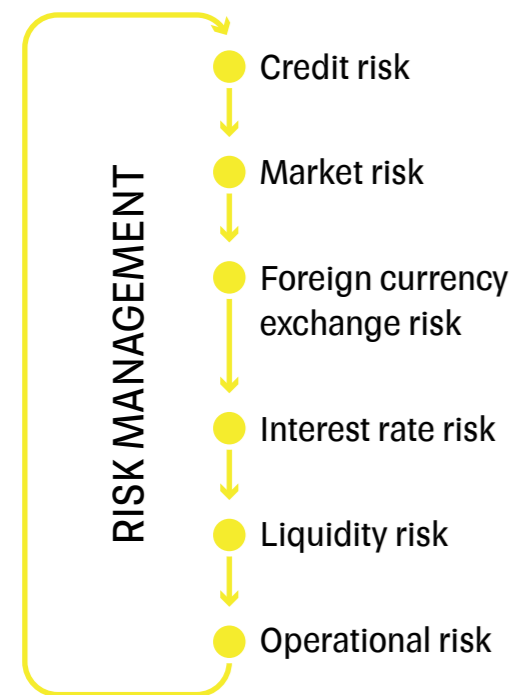 RISK MANAGEMENT
Credit risk
Market risk
Foreign currency
exchange risk
Interest rate risk
Liquidity risk
Operational risk